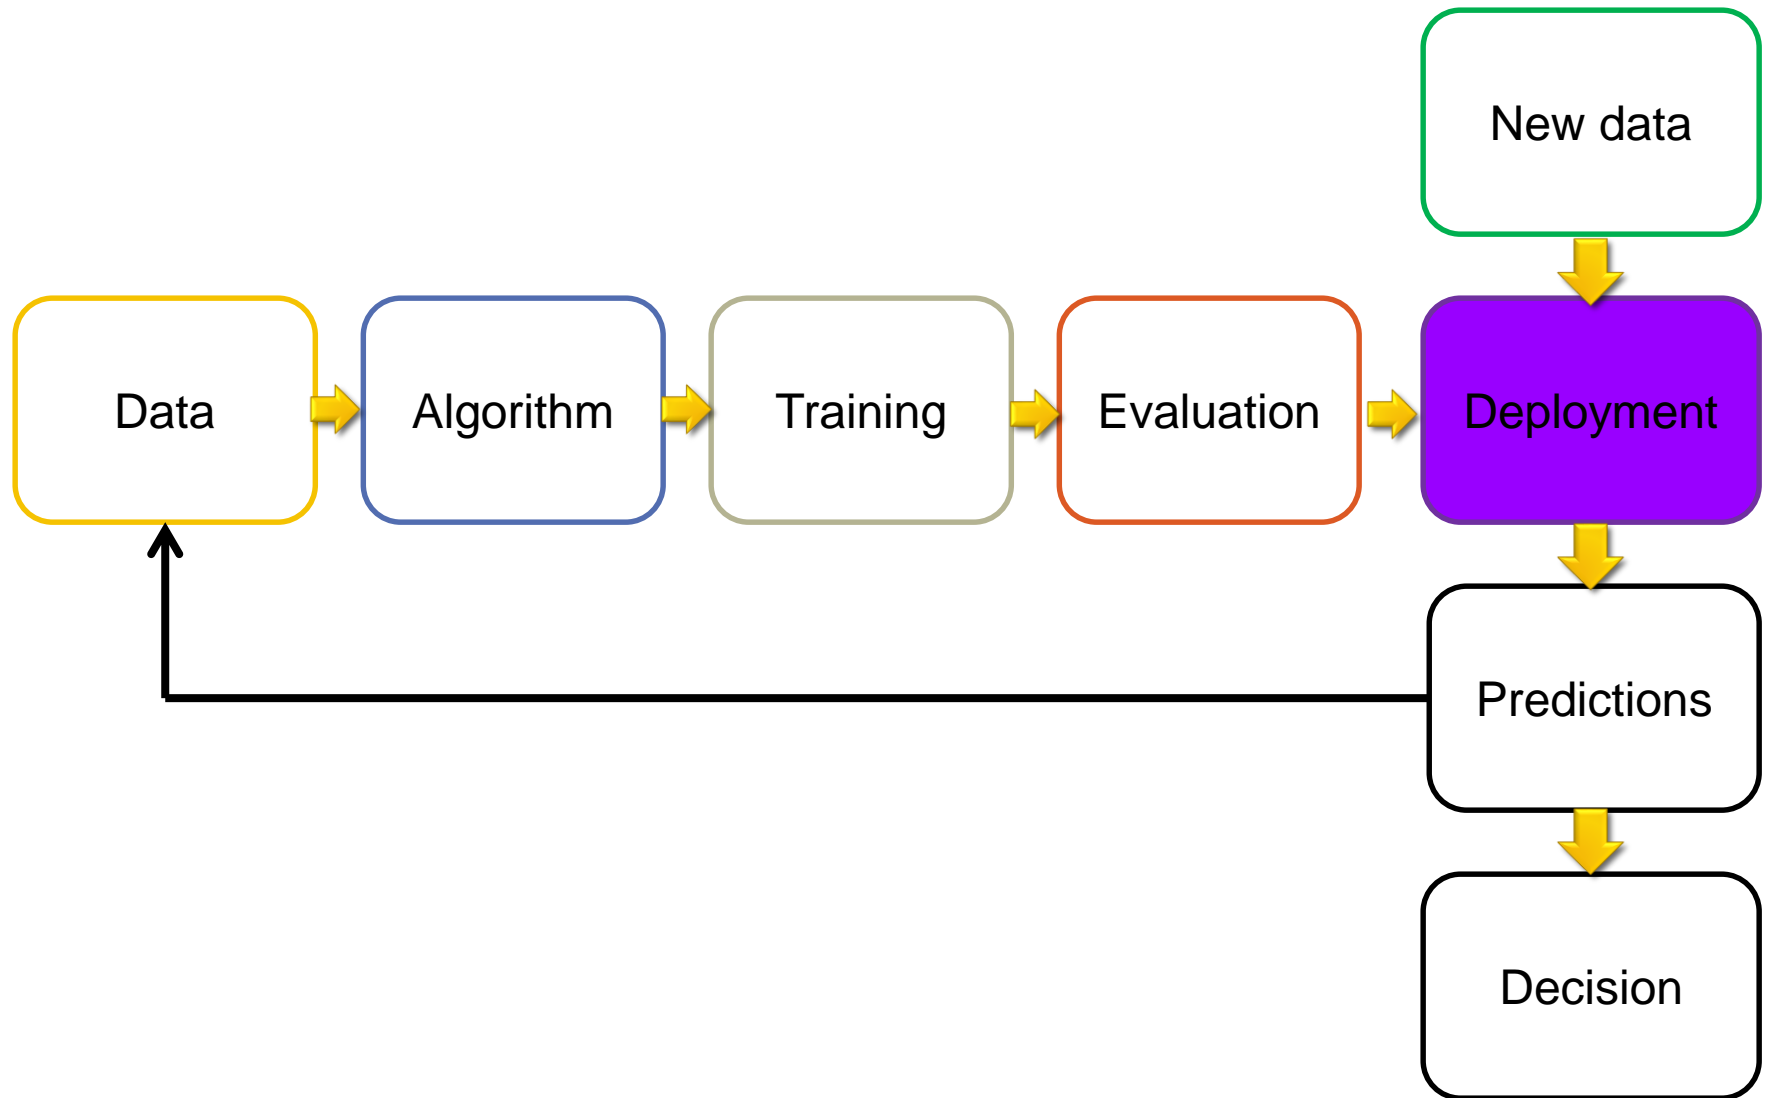 New data
Data
Algorithm
Training
Evaluation
Deployment
Predictions
Decision